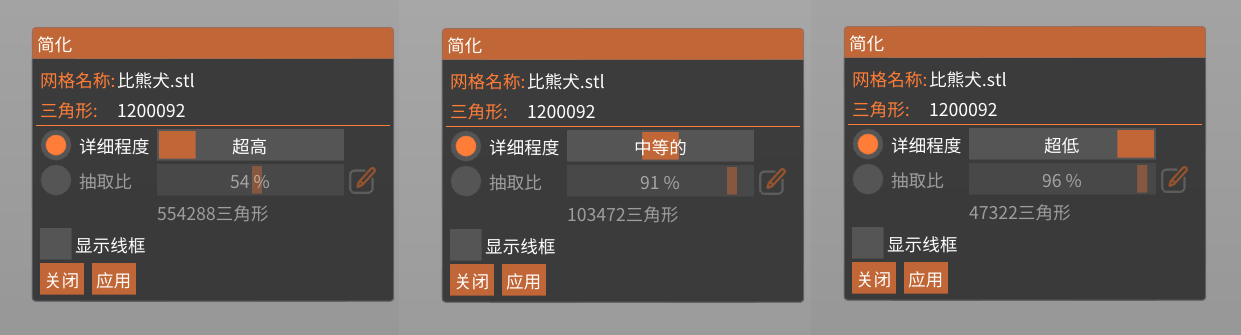 简化
网格名称:比熊犬.stl
三角形: 1200092
详细程度 超高
抽取比 54 %
554288三角形
显示线框
关闭 应用
简化
网格名称:比熊犬.stl
三角形: 1200092
详细程度 中等的
抽取比 91 %
103472三角形
显示线框
关闭 应用
简化
网格名称:比熊犬.stl
三角形: 1200092
详细程度 超低
抽取比 96 %
47322三角形
显示线框
关闭 应用